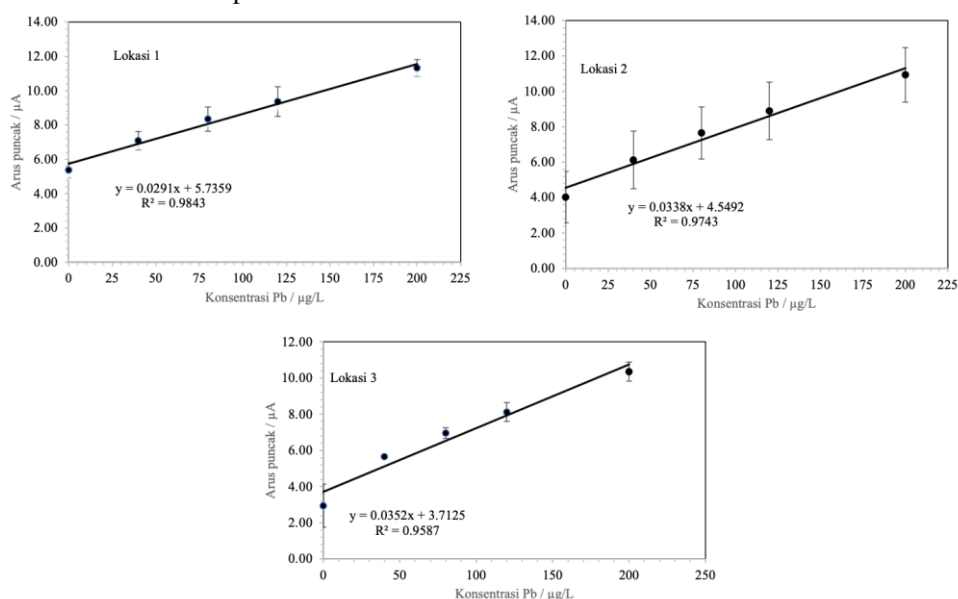 14.00
12.00
10.00
8.00
6.00
4.00
2.00
0.00
Arus puncak / µA
Lokasi 1
y = 0.0291x + 5.7359
R² = 0.9843
0 25 50 75 100 125 150 175 200 225
Konsentrasi Pb / µg/L
14.00
12.00
10.00
8.00
6.00
4.00
2.00
0.00
Arus puncak / µA
Lokasi 2
y = 0.0338x + 4.5492
R² = 0.9743
0 25 50 75 100 125 150 175 200 225
Konsentrasi Pb / µg/L
12.00
10.00
8.00
6.00
4.00
2.00
0.00
Arus puncak / µA
Lokasi 3
y = 0.0352x + 3.7125
R² = 0.9587
0 50 100 150 200 250
Konsentrasi Pb / µg/L